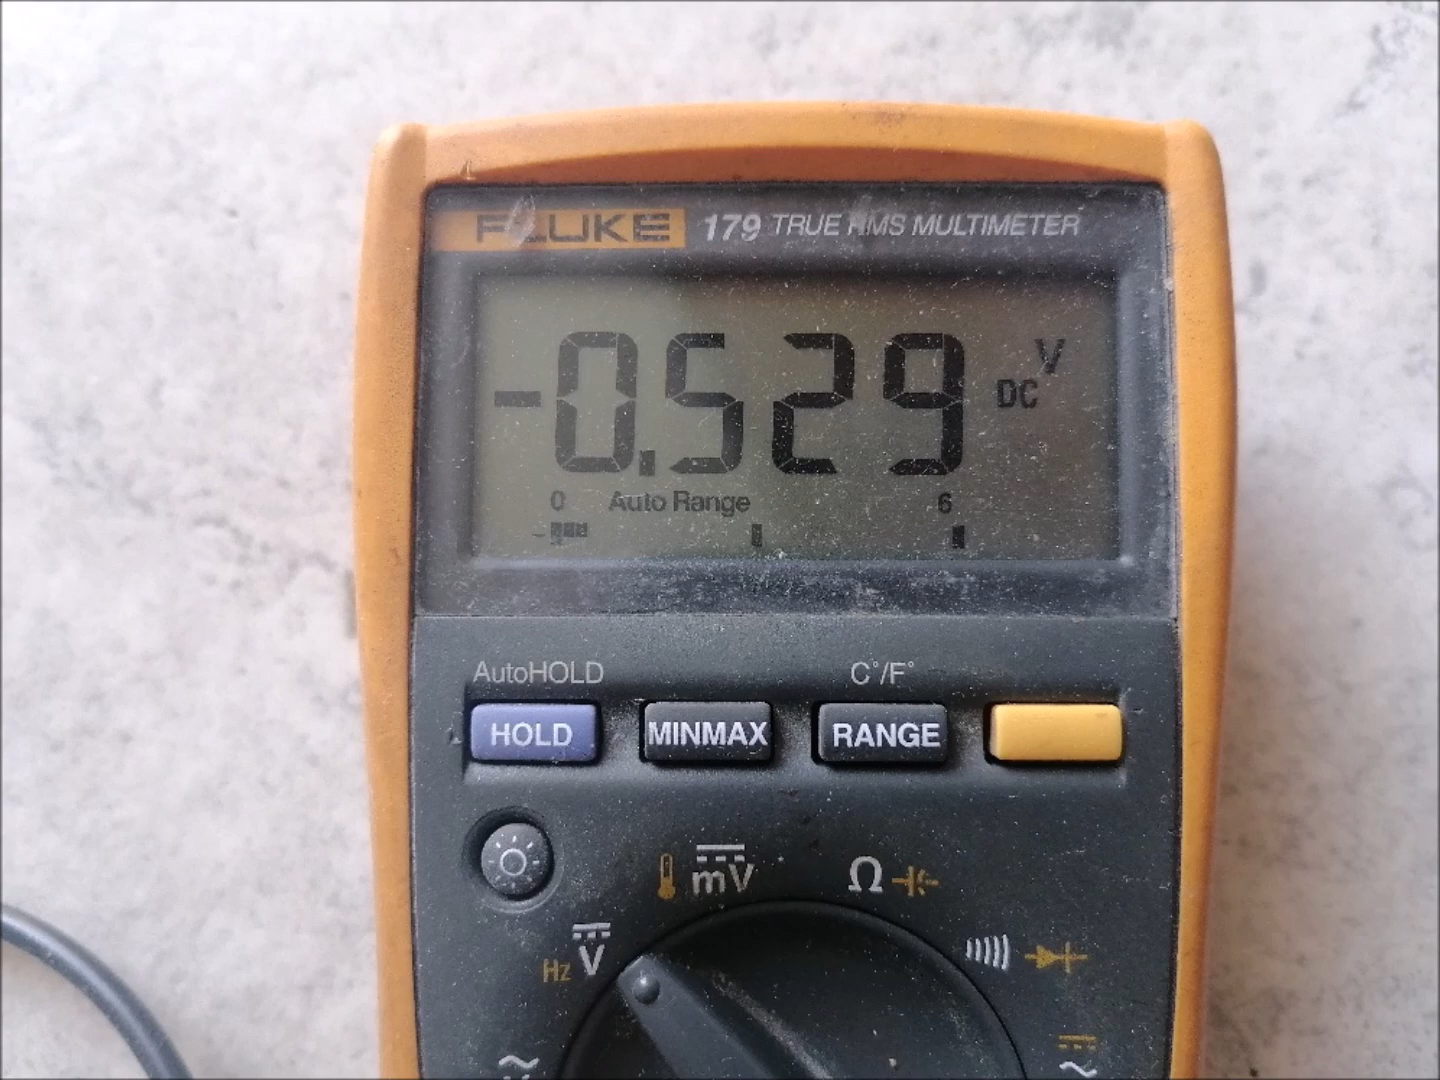 FLUKE 179 TRUE RMS MULTIMETER
-0.529 V DC
0 Auto Range 6
AutoHOLD C°/F°
HOLD MINMAX RANGE
mV Ω
Hz V